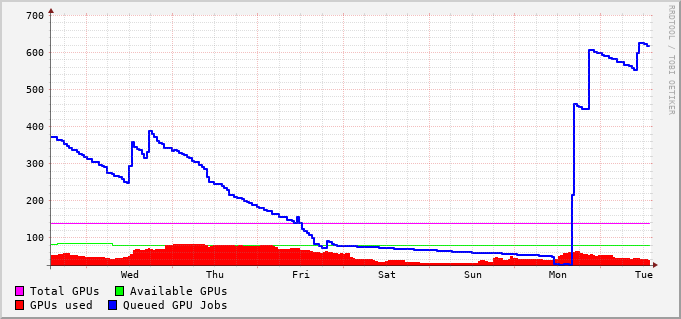 700
600
500
400
300
200
100
Wed Thu Fri Sat Sun Mon Tue
Total GPUs Available GPUs
GPUs used Queued GPU Jobs
RRDTOOL / TOBI OETIKER